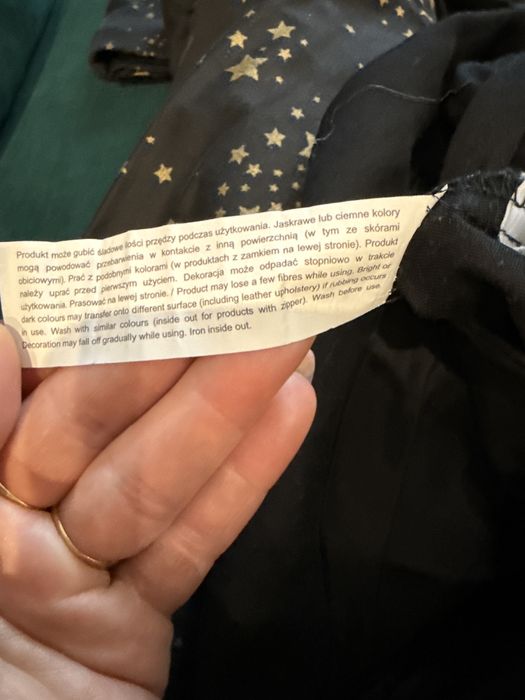 Produkt może gubić śladowe ilości przędzy podczas użytkowania. Jaskrawe lub ciemne kolory
mogą powodować przebarwienia w kontakcie z inną powierzchnią (w tym ze skórami
obiciowymi). Prać z podobnymi kolorami (w produktach z zamkiem na lewej stronie). Produkt
należy uprać przed pierwszym użyciem. Dekoracja może odpadać stopniowo w trakcie
użytkowania. Prasować na lewej stronie. / Product may lose a few fibres while using. Bright or
dark colours may transfer onto different surface (including leather upholstery) if rubbing occurs
in use. Wash with similar colours (inside out for products with zipper). Wash before use.
Decoration may fall off gradually while using. Iron inside out.